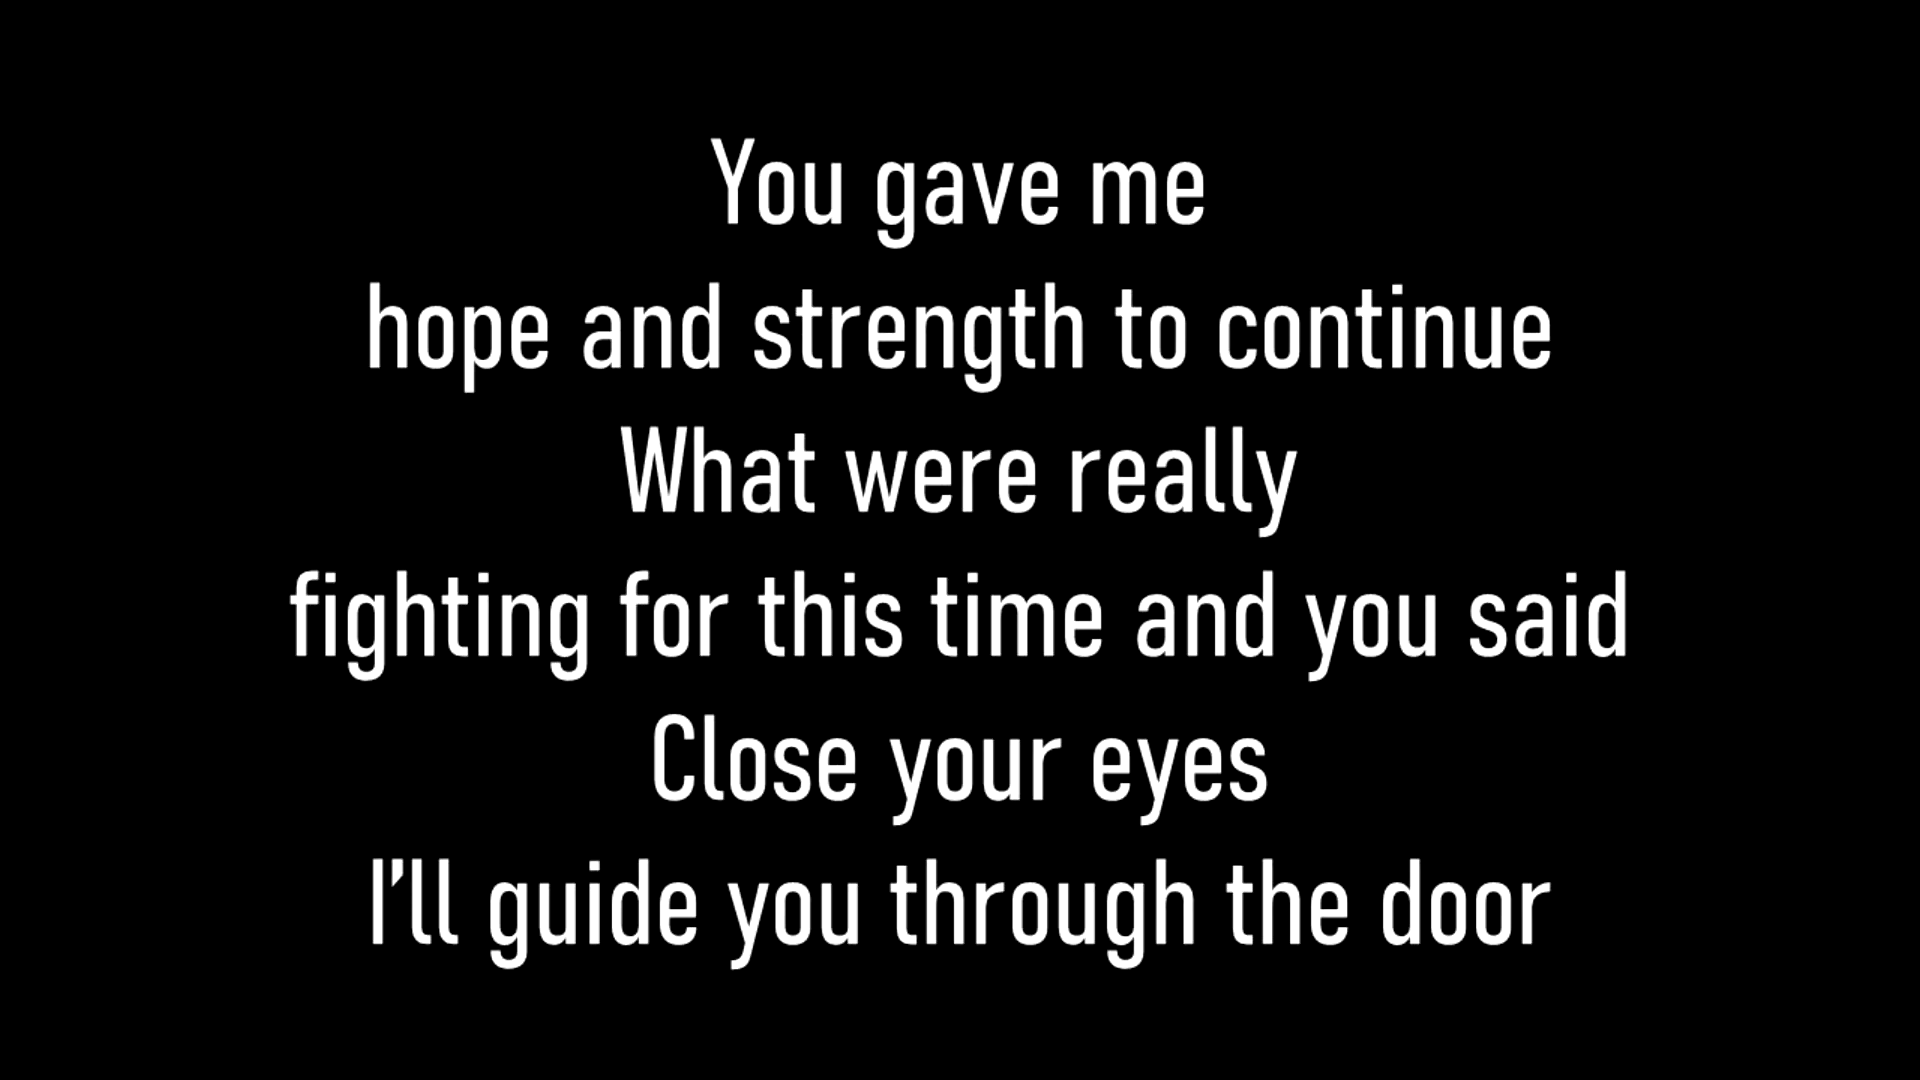 You gave me
hope and strength to continue
What were really
fighting for this time and you said
Close your eyes
I’ll guide you through the door